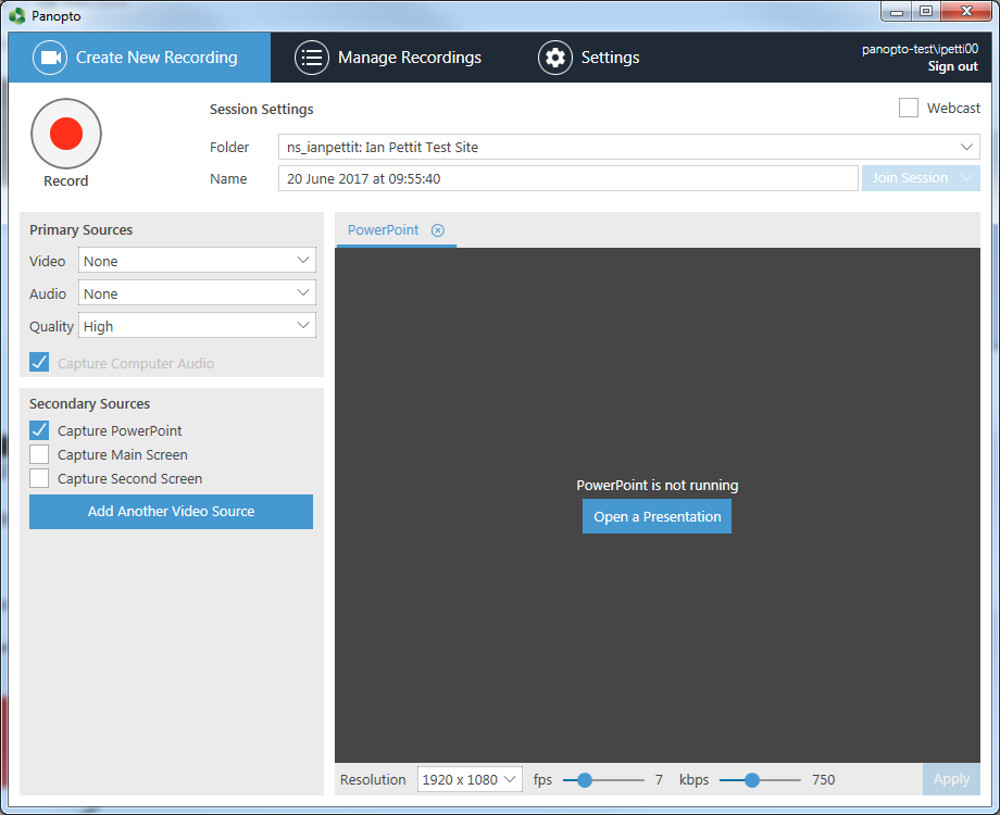 Panopto
Create New Recording
Manage Recordings
Settings
panopto-test\ipetti00
Sign out
Record
Session Settings
Webcast
Folder
ns_ianpettit: Ian Pettit Test Site
Name
20 June 2017 at 09:55:40
Join Session
Primary Sources
Video
None
Audio
None
Quality
High
Capture Computer Audio
Secondary Sources
Capture PowerPoint
Capture Main Screen
Capture Second Screen
Add Another Video Source
PowerPoint
PowerPoint is not running
Open a Presentation
Resolution 1920 x 1080 fps 7 kbps 750 Apply